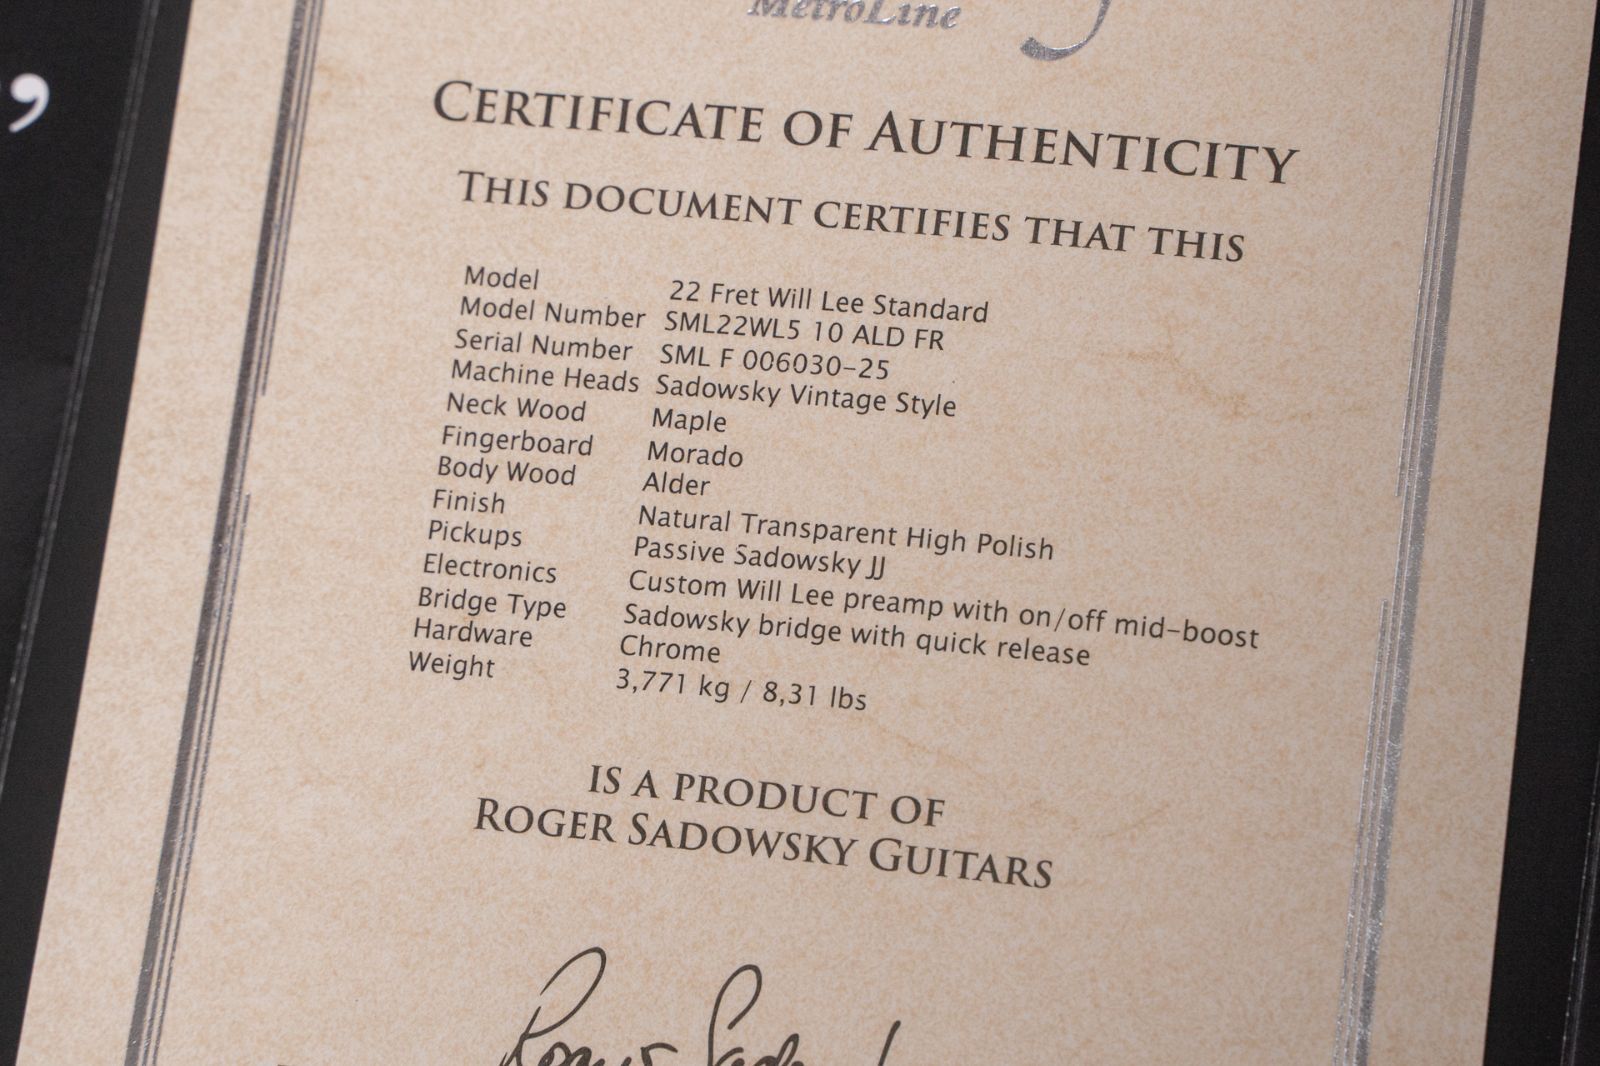 MetroLine
CERTIFICATE OF AUTHENTICITY
THIS DOCUMENT CERTIFIES THAT THIS
Model 22 Fret Will Lee Standard
Model Number SML22WL5 10 ALD FR
Serial Number SML F 006030-25
Machine Heads Sadowsky Vintage Style
Neck Wood Maple
Fingerboard Morado
Body Wood Alder
Finish Natural Transparent High Polish
Pickups Passive Sadowsky JJ
Electronics Custom Will Lee preamp with on/off mid-boost
Bridge Type Sadowsky bridge with quick release
Hardware Chrome
Weight 3,771 kg / 8,31 lbs
IS A PRODUCT OF
ROGER SADOWSKY GUITARS